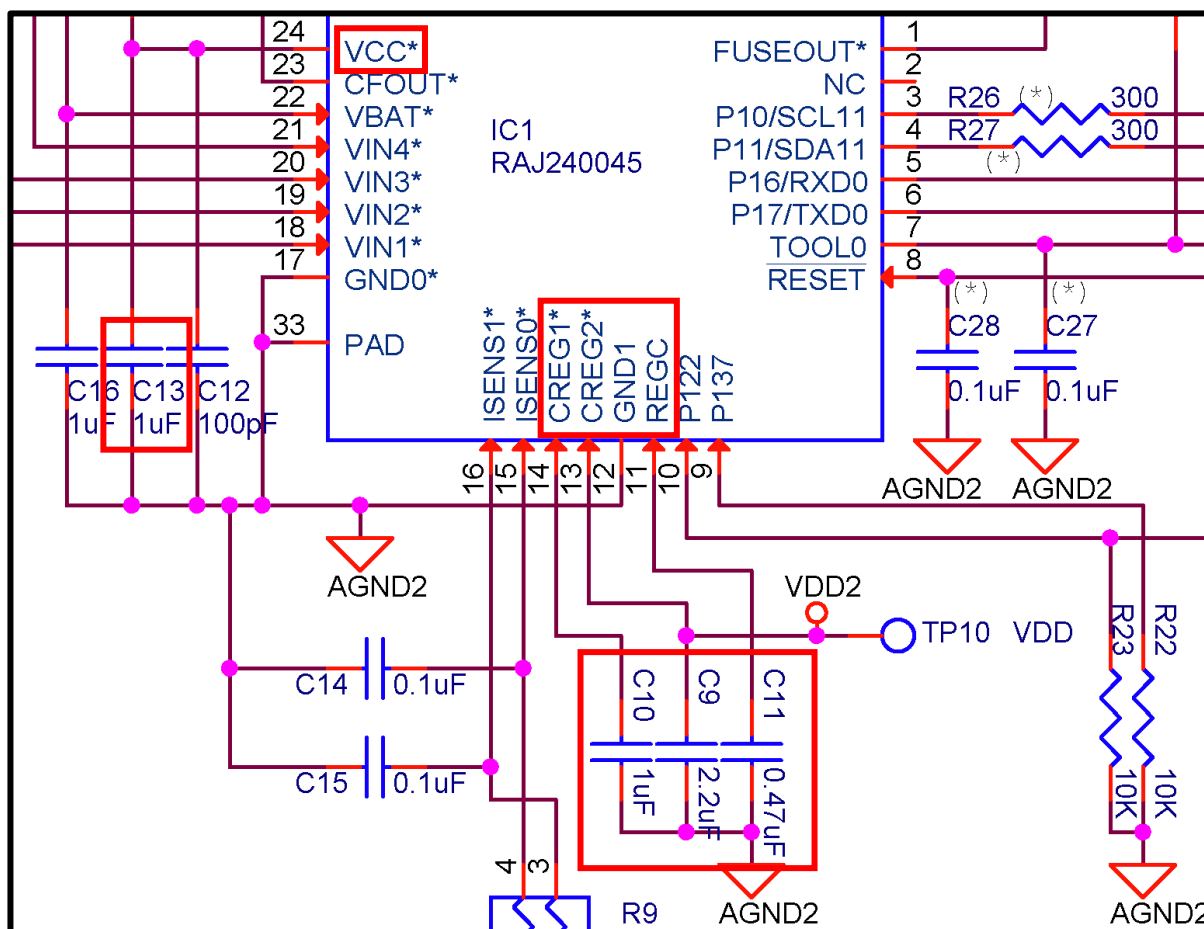 24
VCC*
23
CFOUT*
22
VBAT*
21
VIN4*
20
VIN3*
19
VIN2*
18
VIN1*
17
GND0*
33
PAD
IC1
RAJ240045
1
FUSEOUT*
2
NC
3
P10/SCL11
R26
(*)
300
4
P11/SDA11
R27
(*)
300
5
P16/RXD0
6
P17/TXD0
7
TOOL0
8
RESET
ISENS1*
ISENS0*
CREG1*
CREG2*
GND1
REGC
P122
P137
16
15
14
13
12
11
10
9
C16
1uF
C13
1uF
C12
100pF
(*)
C28
0.1uF
(*)
C27
0.1uF
AGND2
AGND2
AGND2
VDD2
TP10 VDD
C14
0.1uF
C15
0.1uF
C10
1uF
C9
2.2uF
C11
0.47uF
R23
10K
R22
10K
4
3
R9
AGND2
AGND2